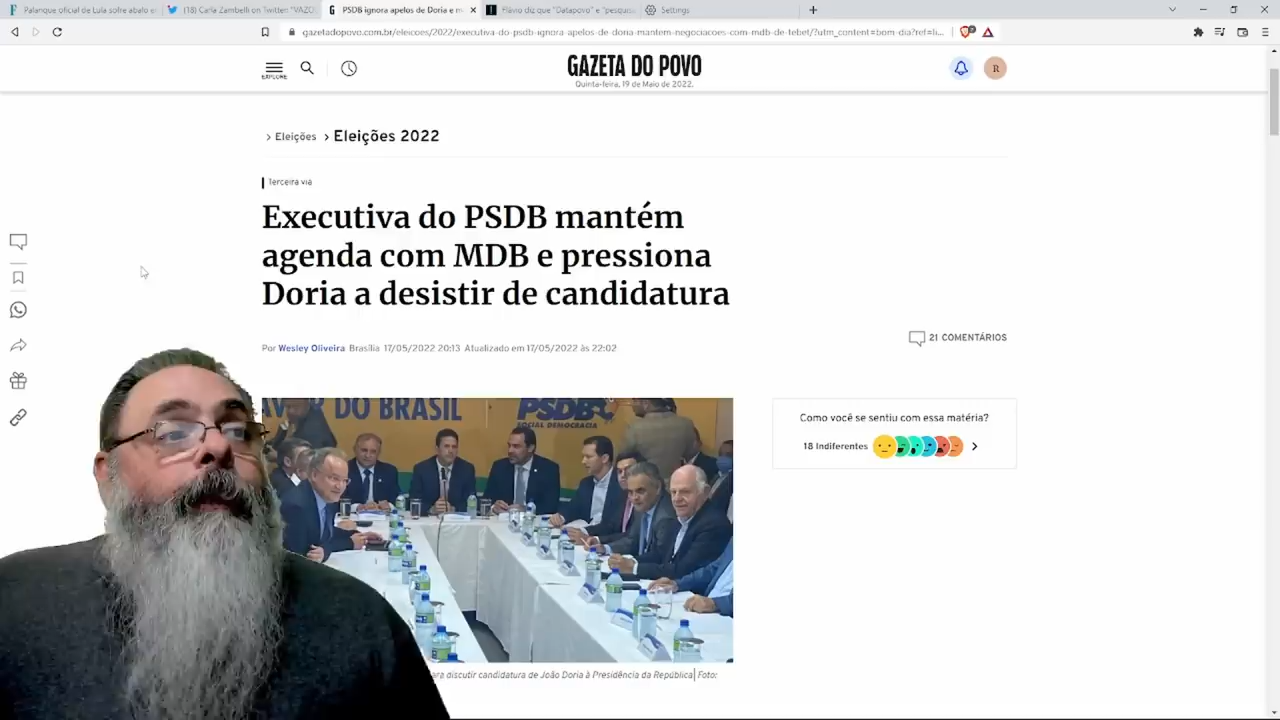 Palanque oficial de Lula sofre abalo e
(18) Carla Zambelli on Twitter: "VAZO
PSDB ignora apelos de Doria e m
Flávio diz que "Datapovo" e "pesquis
Settings
gazetadopovo.com.br/eleicoes/2022/executiva-do-psdb-ignora-apelos-de-doria-mantem-negociacoes-com-mdb-de-tebet/?utm_content=bom-dia?ref=li...
EXPLORE
GAZETA DO POVO
Quinta-feira, 19 de Maio de 2022.
R
> Eleições > Eleições 2022
Terceira via
Executiva do PSDB mantém
agenda com MDB e pressiona
Doria a desistir de candidatura
Por Wesley Oliveira Brasília 17/05/2022 20:13 Atualizado em 17/05/2022 às 22:02
21 COMENTÁRIOS
DO BRASIL
PSDB
SOCIAL DEMOCRACIA
Como você se sentiu com essa matéria?
18 Indiferentes
para discutir candidatura de João Doria à Presidência da República| Foto: